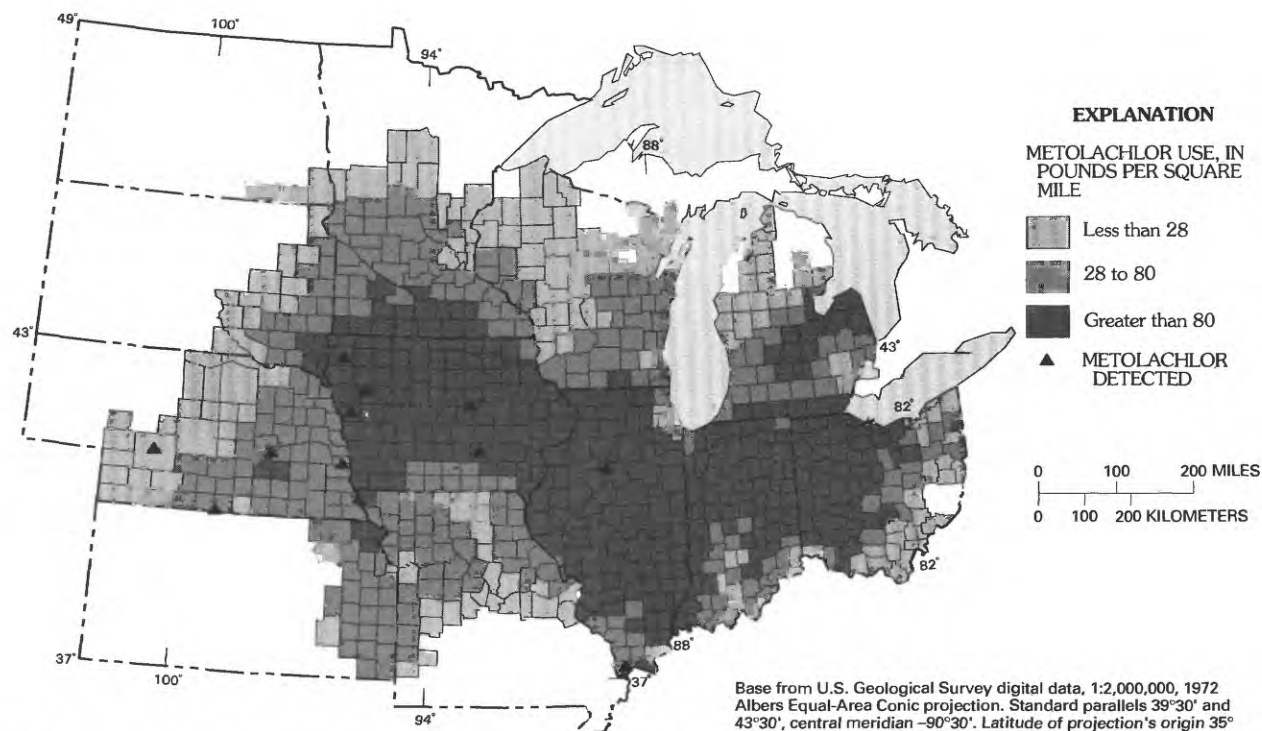 49°
100°
94°
88°
43°
43°
82°
82°
88°
37°
37°
100°
94°
EXPLANATION
METOLACHLOR USE, IN
POUNDS PER SQUARE
MILE
Less than 28
28 to 80
Greater than 80
METOLACHLOR
DETECTED
0 100 200 MILES
0 100 200 KILOMETERS
Base from U.S. Geological Survey digital data, 1:2,000,000, 1972
Albers Equal-Area Conic projection. Standard parallels 39°30' and
43°30', central meridian –90°30'. Latitude of projection's origin 35°